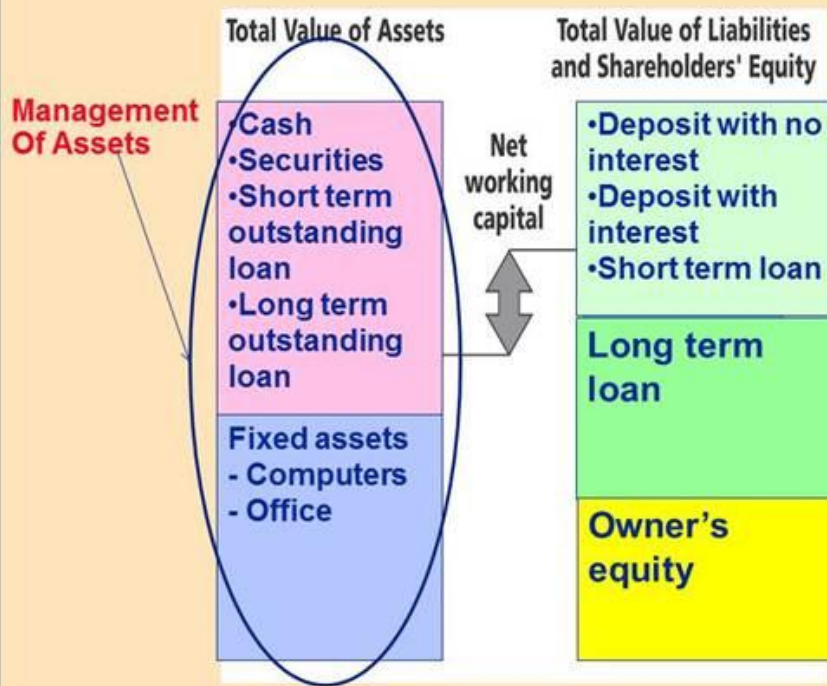 Total Value of Assets
Total Value of Liabilities
and Shareholders' Equity
Management
Of Assets
•Cash
•Securities
•Short term
outstanding
loan
•Long term
outstanding
loan
Fixed assets
- Computers
- Office
Net
working
capital
•Deposit with no
interest
•Deposit with
interest
•Short term loan
Long term
loan
Owner's
equity